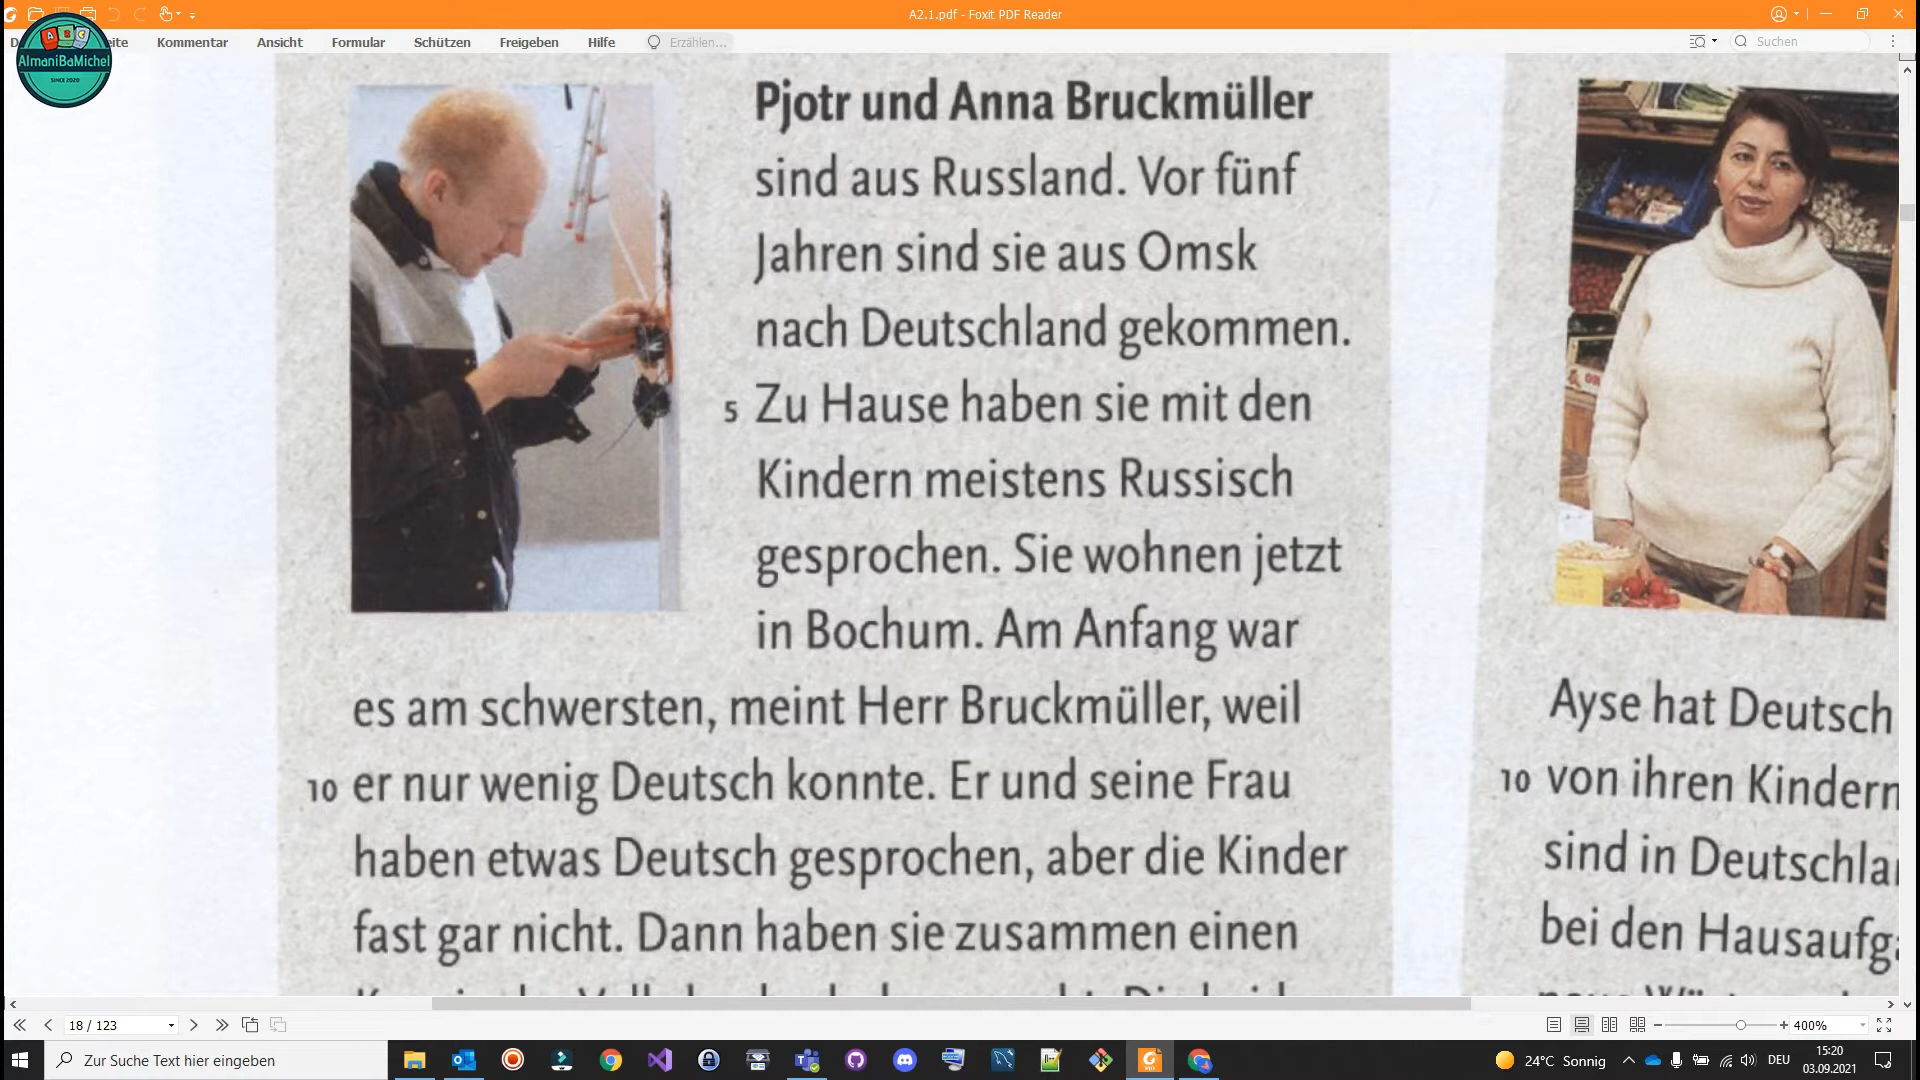 A2.1.pdf - Foxit PDF Reader
Kommentar Ansicht Formular Schützen Freigeben Hilfe Erzählen... Suchen
ABC
AlmaniBaMichel
SINCE 2020
Pjotr und Anna Bruckmüller
sind aus Russland. Vor fünf
Jahren sind sie aus Omsk
nach Deutschland gekommen.
5 Zu Hause haben sie mit den
Kindern meistens Russisch
gesprochen. Sie wohnen jetzt
in Bochum. Am Anfang war
es am schwersten, meint Herr Bruckmüller, weil
10 er nur wenig Deutsch konnte. Er und seine Frau
haben etwas Deutsch gesprochen, aber die Kinder
fast gar nicht. Dann haben sie zusammen einen
Ayse hat Deutsch
10 von ihren Kindern
sind in Deutschla
bei den Hausaufg
18 / 123
400%
Zur Suche Text hier eingeben
24°C Sonnig
DEU
15:20
03.09.2021